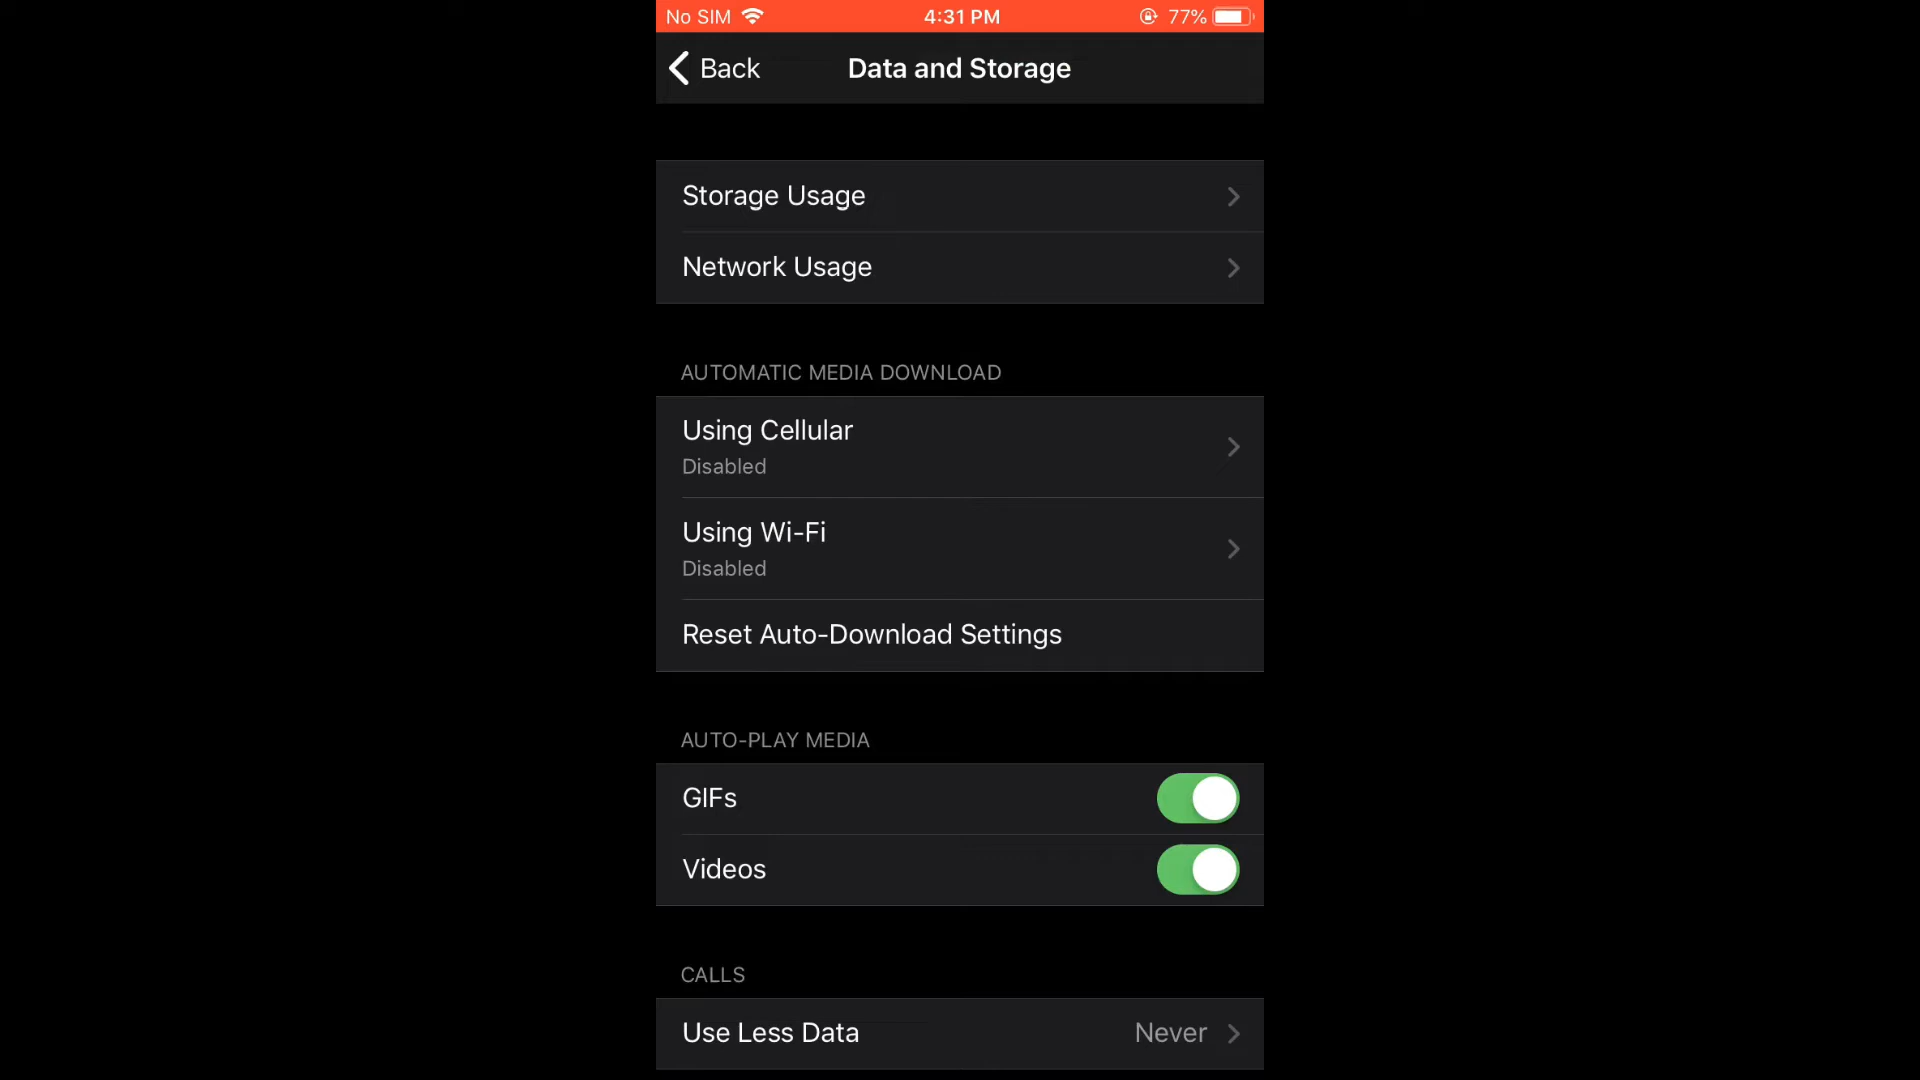 No SIM 4:31 PM 77%
Back Data and Storage
Storage Usage
Network Usage
AUTOMATIC MEDIA DOWNLOAD
Using Cellular
Disabled
Using Wi-Fi
Disabled
Reset Auto-Download Settings
AUTO-PLAY MEDIA
GIFs
Videos
CALLS
Use Less Data Never